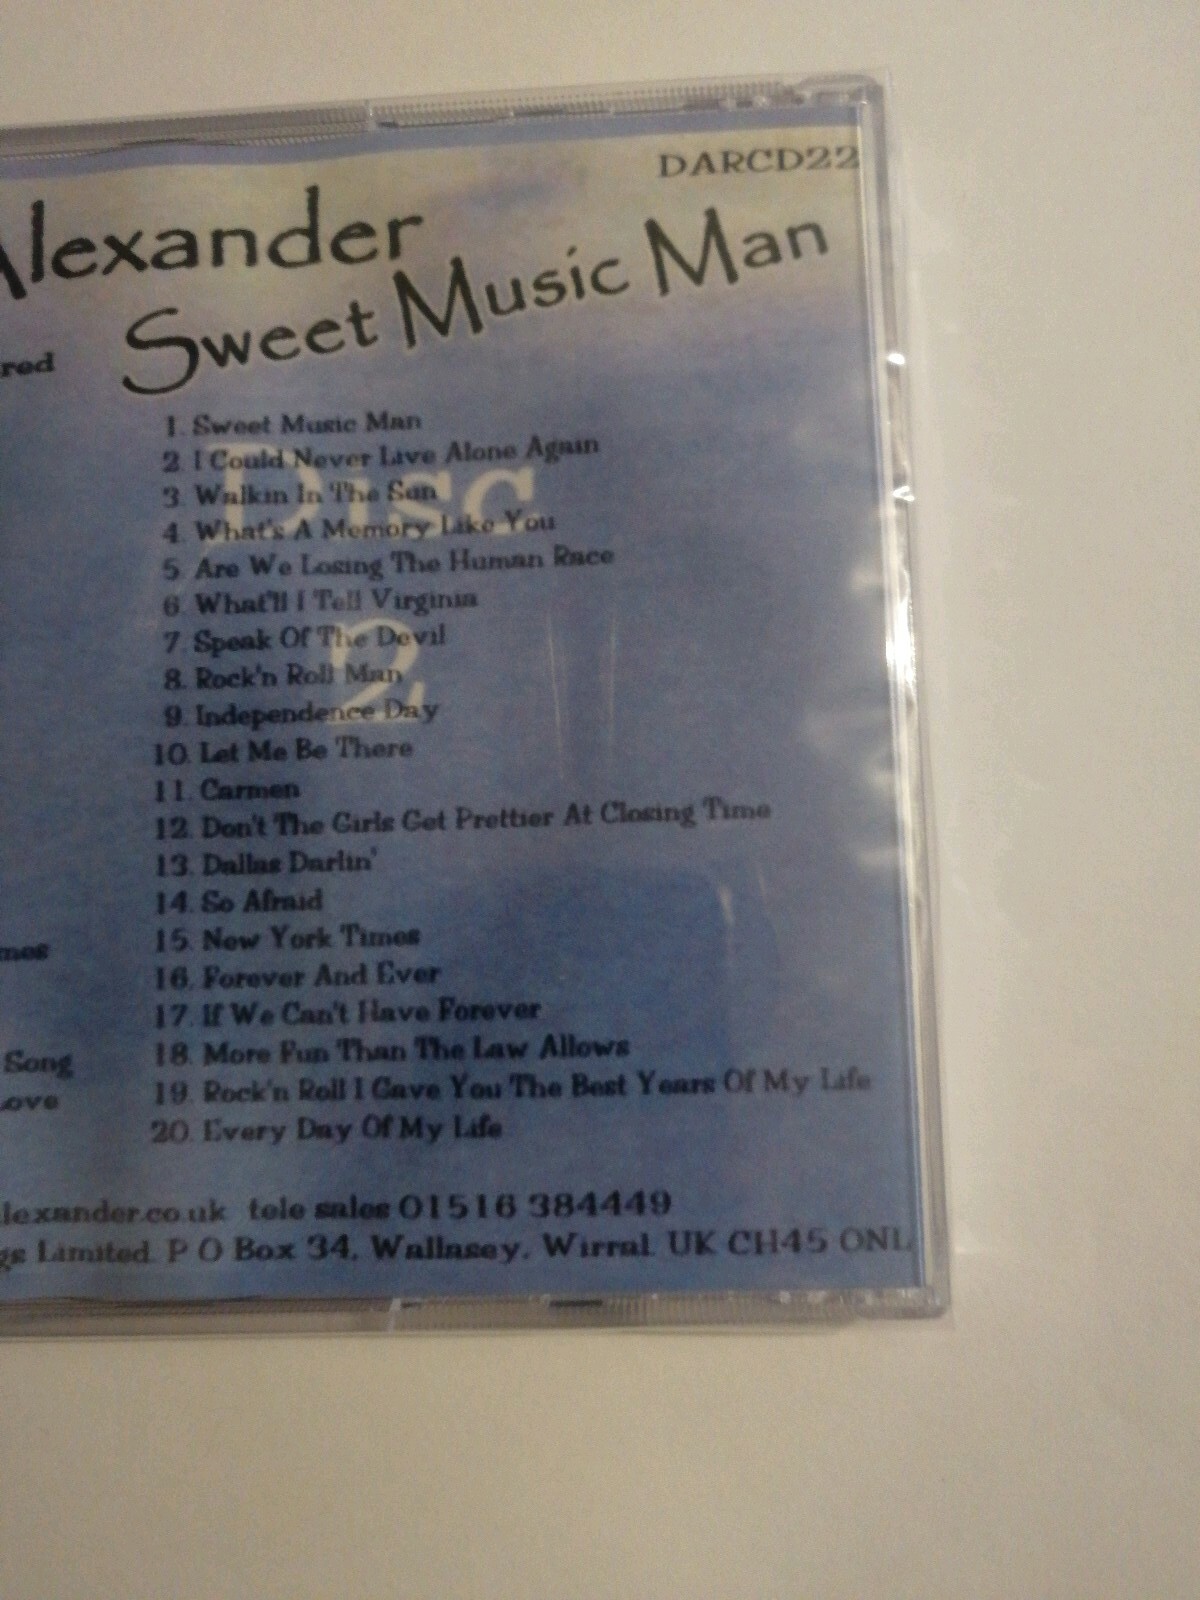 DARCD22
Alexander
Sweet Music Man
red
Disc
2
1. Sweet Music Man
2. I Could Never Live Alone Again
3. Walkin In The Sun
4. What's A Memory Like You
5. Are We Losing The Human Race
6. What'll I Tell Virginia
7. Speak Of The Devil
8. Rock'n Roll Man
9. Independence Day
10. Let Me Be There
11. Carmen
12. Don't The Girls Get Prettier At Closing Time
13. Dallas Darlin'
14. So Afraid
15. New York Times
mes
16. Forever And Ever
17. If We Can't Have Forever
18. More Fun Than The Law Allows
Song
19. Rock'n Roll I Gave You The Best Years Of My Life
ove
20. Every Day Of My Life
lexander.co.uk tele sales 01516 384449
gs Limited. P O Box 34, Wallasey, Wirral. UK CH45 ONL